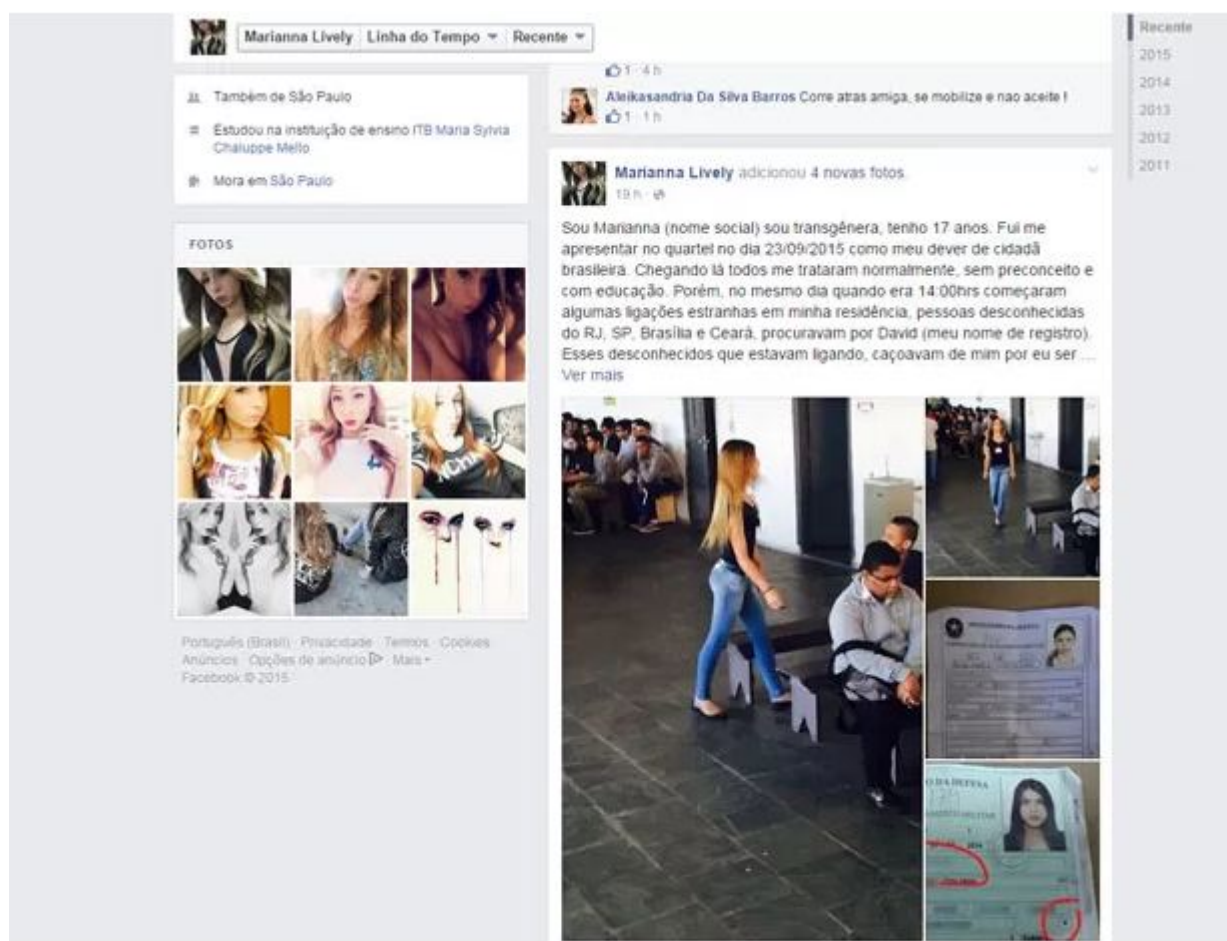 Marianna Lively Linha do Tempo Recente
Recente
2015
2014
2013
2012
2011
Também de São Paulo
Estudou na instituição de ensino ITB Maria Sylvia
Chaluppe Mello
Mora em São Paulo
FOTOS
Português (Brasil) · Privacidade · Termos · Cookies ·
Anúncios · Opções de anúncio · Mais
Facebook © 2015
1 · 4 h
Aleikasandria Da Silva Barros Corre atras amiga, se mobilize e nao aceite !
1 · 1 h
Marianna Lively adicionou 4 novas fotos.
19 h ·
Sou Marianna (nome social) sou transgênera, tenho 17 anos. Fui me
apresentar no quartel no dia 23/09/2015 como meu dever de cidadã
brasileira. Chegando lá todos me trataram normalmente, sem preconceito e
com educação. Porém, no mesmo dia quando era 14:00hrs começaram
algumas ligações estranhas em minha residência, pessoas desconhecidas
do RJ, SP, Brasília e Ceará, procuravam por David (meu nome de registro).
Esses desconhecidos que estavam ligando, caçoavam de mim por eu ser ...
Ver mais
O DA DEFESA
MILITAR